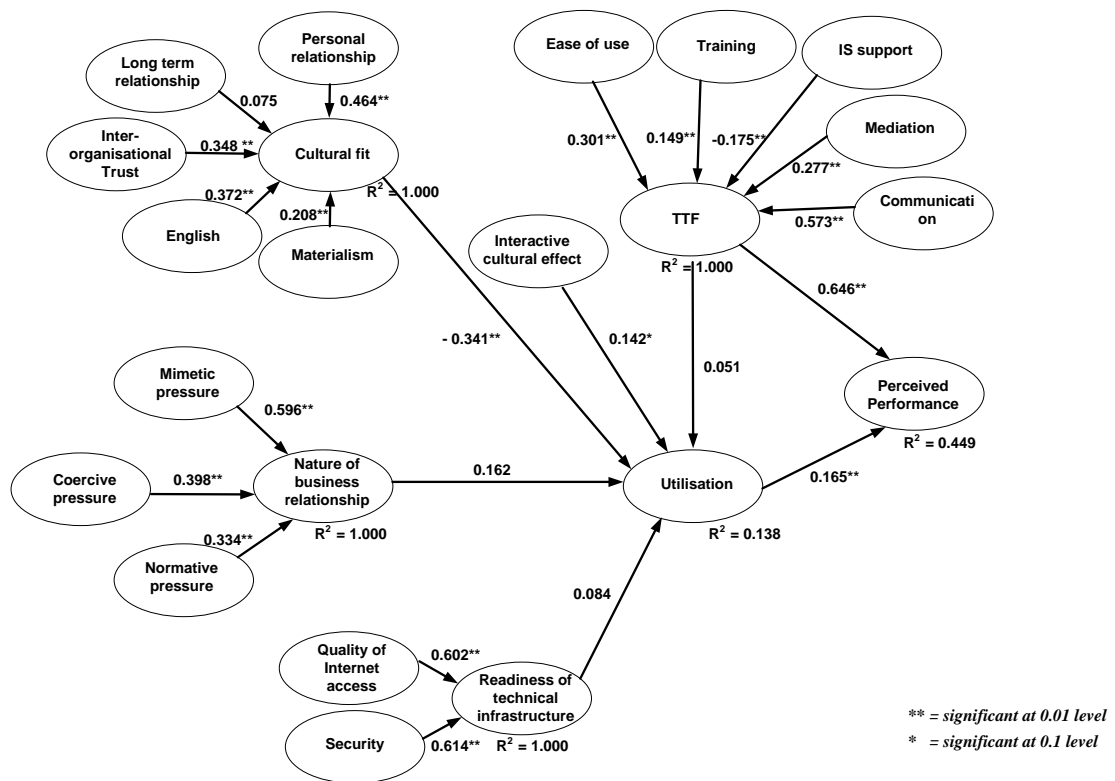 Personal
relationship
Long term
relationship
0.075
0.464**
Inter-
organisational
Trust
0.348 **
Cultural fit
R² = 1.000
0.372**
English
0.208**
Materialism
Ease of use
Training
IS support
Mediation
Communicati
on
0.301**
0.149**
-0.175**
0.277**
0.573**
TTF
R² = 1.000
Interactive
cultural effect
- 0.341**
0.142*
0.051
0.646**
Perceived
Performance
R² = 0.449
Mimetic
pressure
0.596**
Coercive
pressure
0.398**
Nature of
business
relationship
R² = 1.000
0.334**
Normative
pressure
0.162
Utilisation
R² = 0.138
0.165**
0.084
Quality of
Internet
access
0.602**
Readiness of
technical
infrastructure
R² = 1.000
Security
0.614**
** = significant at 0.01 level
* = significant at 0.1 level